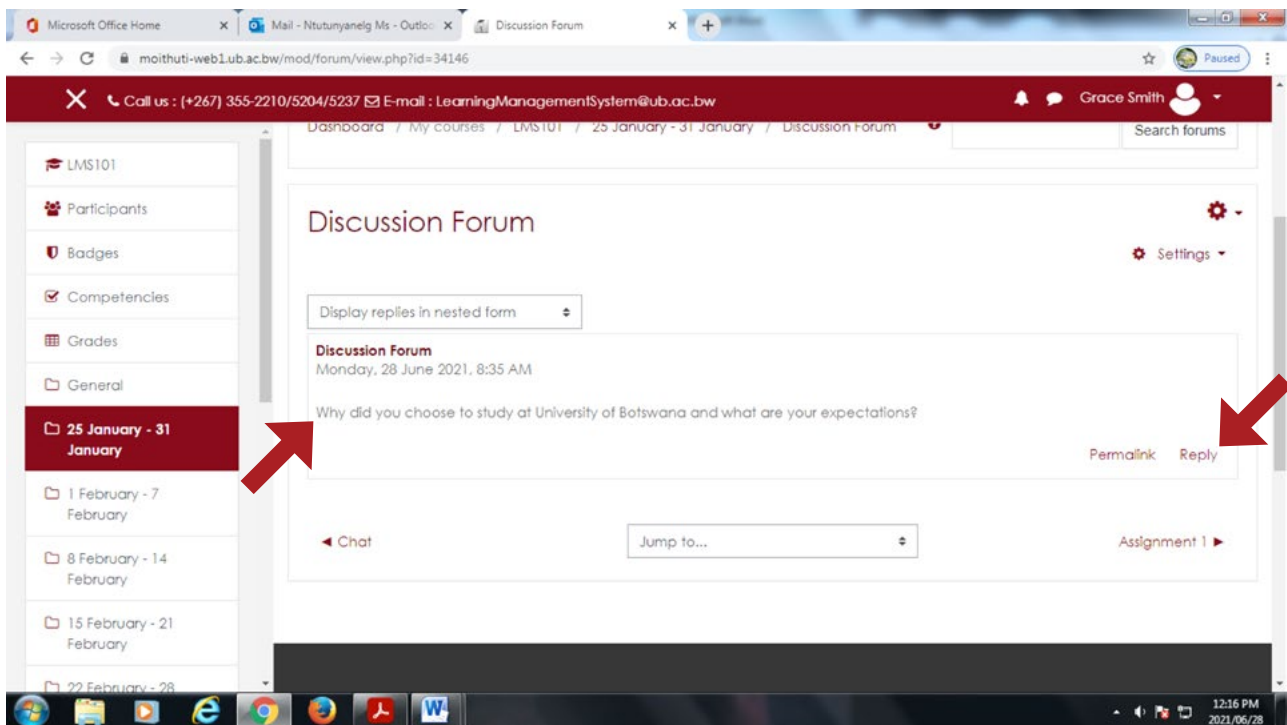 Microsoft Office Home
Mail - Ntutunyanelg Ms - Outloo
Discussion Forum
moithuti-web1.ub.ac.bw/mod/forum/view.php?id=34146
Paused
Call us : (+267) 355-2210/5204/5237 E-mail : LearningManagementSystem@ub.ac.bw
Grace Smith
Dashboard / My courses / LMS101 / 25 January - 31 January / Discussion Forum
Search forums
LMS101
Participants
Badges
Competencies
Grades
General
25 January - 31
January
1 February - 7
February
8 February - 14
February
15 February - 21
February
22 February - 28
Discussion Forum
Settings
Display replies in nested form
Discussion Forum
Monday, 28 June 2021, 8:35 AM
Why did you choose to study at University of Botswana and what are your expectations?
Permalink Reply
◄ Chat
Jump to...
Assignment 1 ►
12:16 PM
2021/06/28